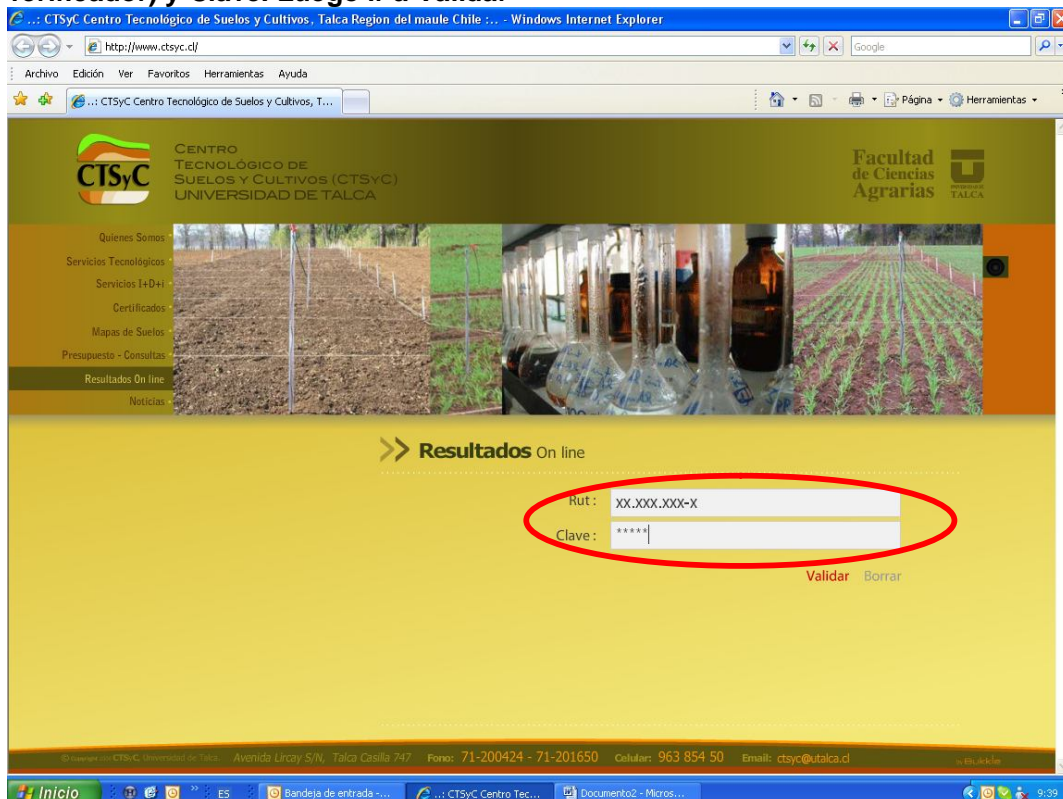 verificador) y Clave. Luego ir a Validar
..: CTSyC Centro Tecnológico de Suelos y Cultivos, Talca Region del maule Chile :.. - Windows Internet Explorer
http://www.ctsyc.cl/
Google
Archivo Edición Ver Favoritos Herramientas Ayuda
..: CTSyC Centro Tecnológico de Suelos y Cultivos, T...
Página Herramientas
CTSyC
CENTRO
TECNOLÓGICO DE
SUELOS Y CULTIVOS (CTSYC)
UNIVERSIDAD DE TALCA
Facultad
de Ciencias
Agrarias
TALCA
Quienes Somos
Servicios Tecnológicos
Servicios I+D+i
Certificados
Mapas de Suelos
Presupuesto - Consultas
Resultados On line
Noticias
>> Resultados On line
Rut : XX.XXX.XXX-X
Clave : *****
Validar Borrar
CTSyC, Universidad de Talca. Avenida Lircay S/N, Talca Casilla 747 Fono: 71-200424 - 71-201650 Celular: 963 854 50 Email: ctsyc@utalca.cl
Inicio
ES
Bandeja de entrada -...
..: CTSyC Centro Tec...
Documento2 - Micros...
9:39